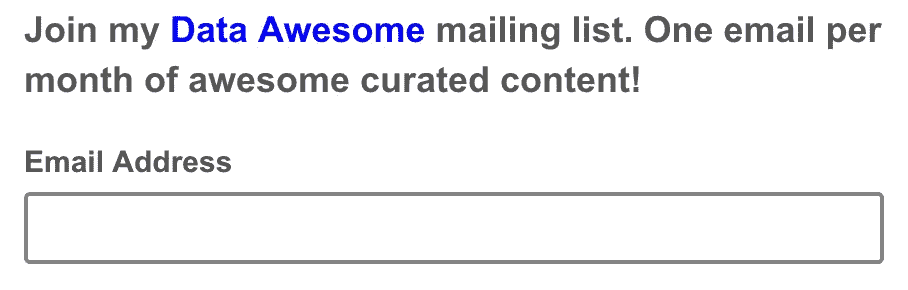 Join my Data Awesome mailing list. One email per
month of awesome curated content!
Email Address